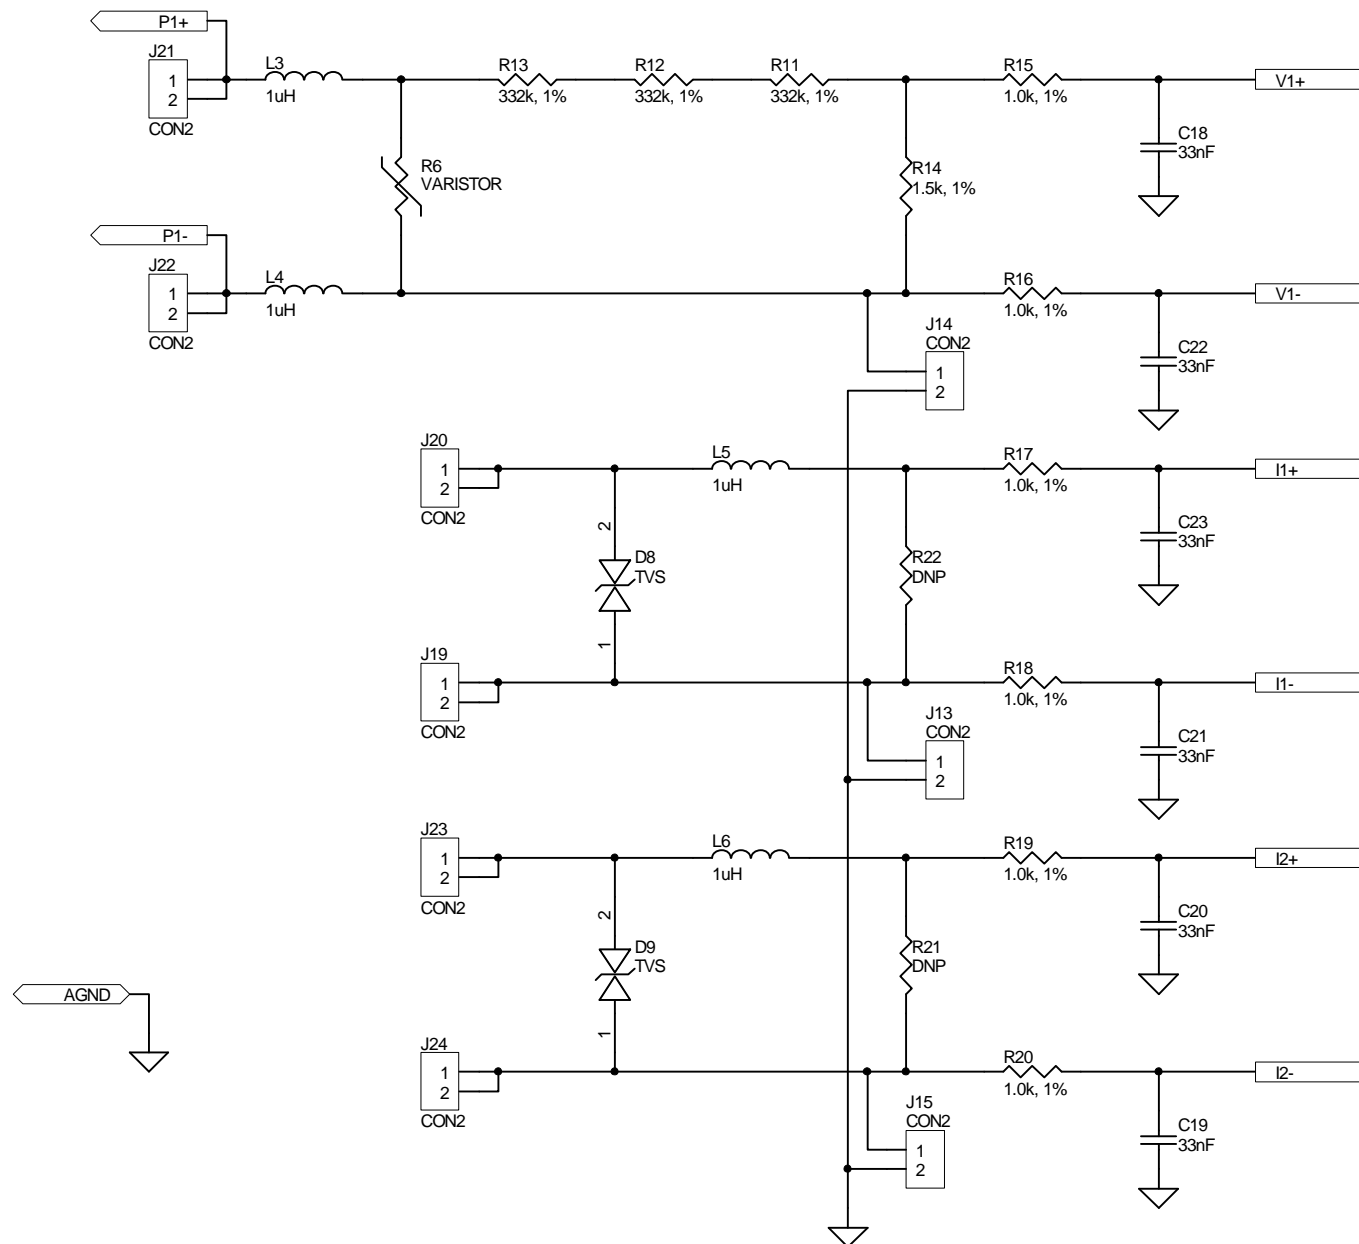 P1+
J21
1
2
CON2
L3
1uH
R13
332k, 1%
R12
332k, 1%
R11
332k, 1%
R15
1.0k, 1%
V1+
C18
33nF
R6
VARISTOR
R14
1.5k, 1%
P1-
J22
1
2
CON2
L4
1uH
R16
1.0k, 1%
V1-
C22
33nF
J14
CON2
1
2
J20
1
2
CON2
L5
1uH
R17
1.0k, 1%
I1+
C23
33nF
2
D8
TVS
1
R22
DNP
J19
1
2
CON2
R18
1.0k, 1%
I1-
C21
33nF
J13
CON2
1
2
J23
1
2
CON2
L6
1uH
R19
1.0k, 1%
I2+
C20
33nF
2
D9
TVS
1
R21
DNP
AGND
J24
1
2
CON2
R20
1.0k, 1%
I2-
C19
33nF
J15
CON2
1
2